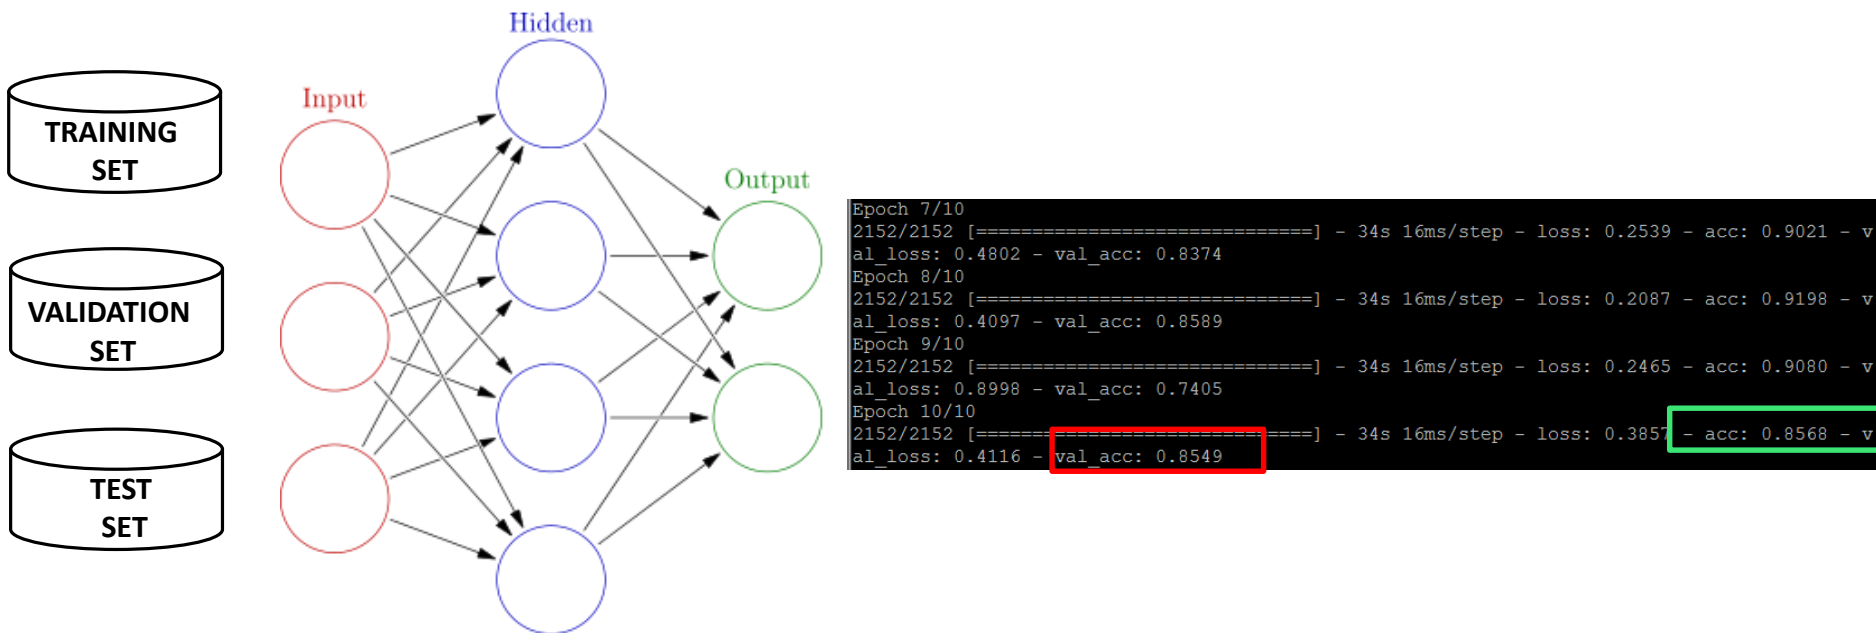 TRAINING
SET
VALIDATION
SET
TEST
SET
Hidden
Input
Output
Epoch 7/10
2152/2152 [==============================] - 34s 16ms/step - loss: 0.2539 - acc: 0.9021 - v
al_loss: 0.4802 - val_acc: 0.8374
Epoch 8/10
2152/2152 [==============================] - 34s 16ms/step - loss: 0.2087 - acc: 0.9198 - v
al_loss: 0.4097 - val_acc: 0.8589
Epoch 9/10
2152/2152 [==============================] - 34s 16ms/step - loss: 0.2465 - acc: 0.9080 - v
al_loss: 0.8998 - val_acc: 0.7405
Epoch 10/10
2152/2152 [==============================] - 34s 16ms/step - loss: 0.3857 - acc: 0.8568 - v
al_loss: 0.4116 - val_acc: 0.8549